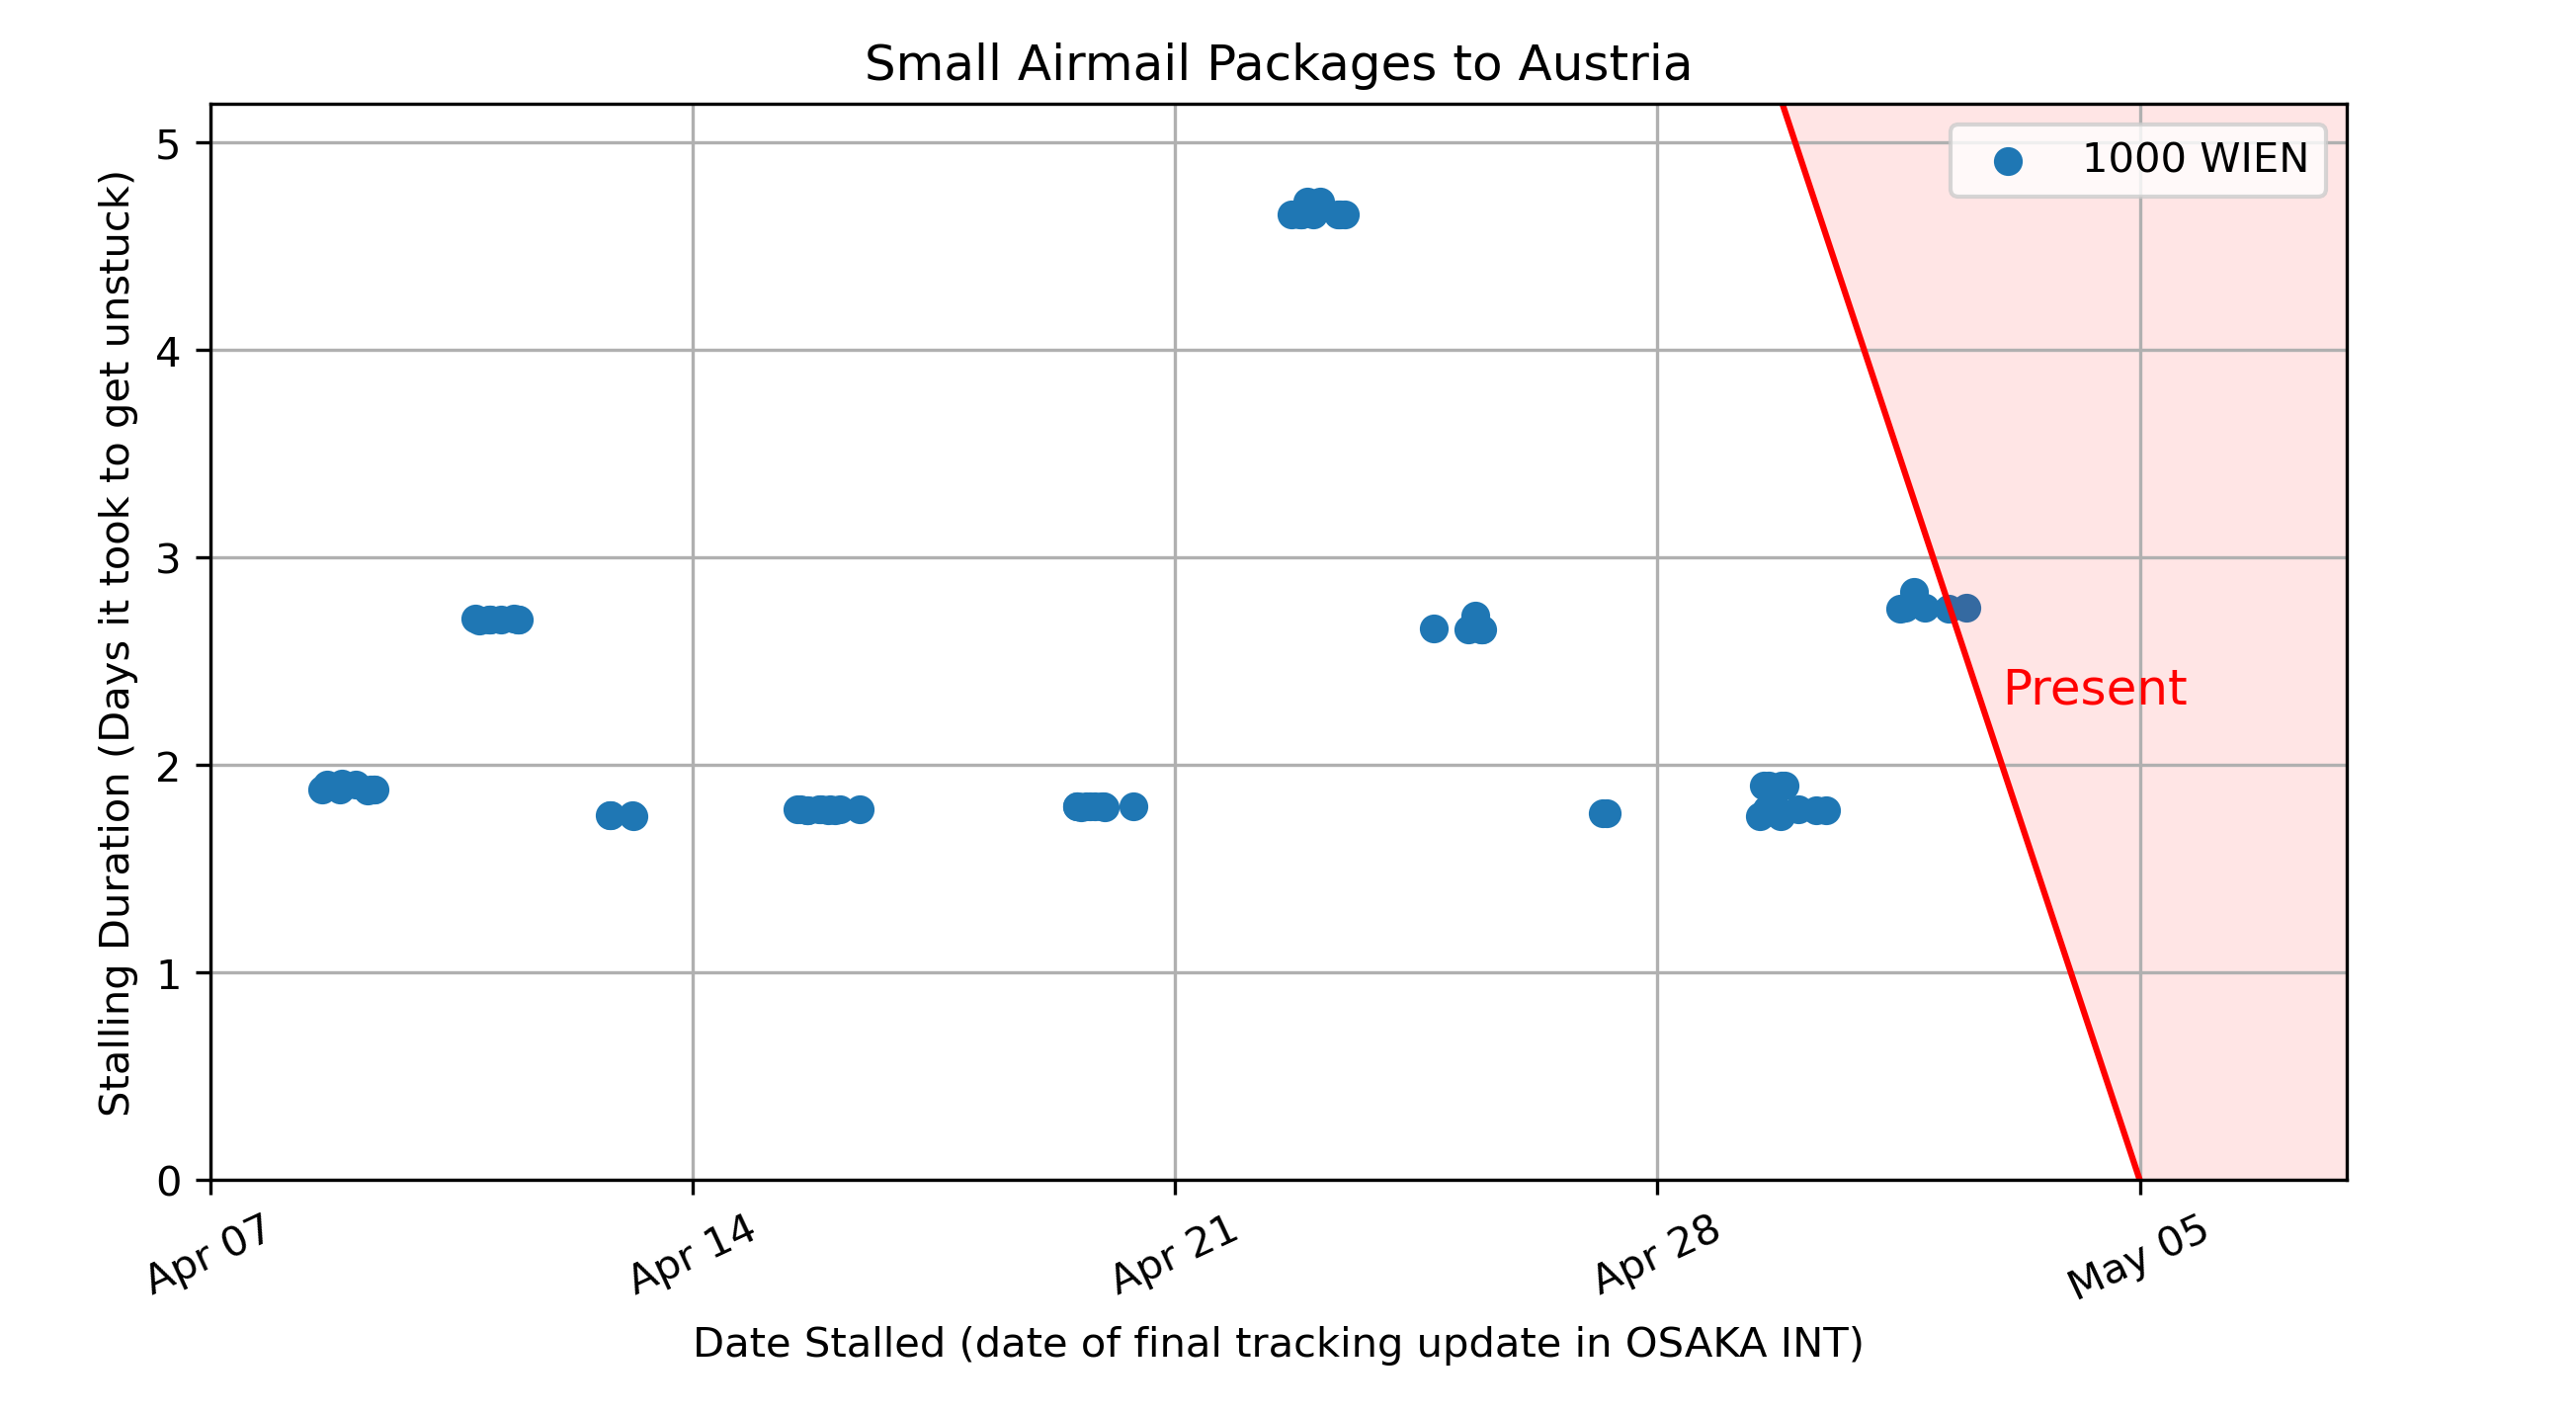 Small Airmail Packages to Austria
Stalling Duration (Days it took to get unstuck)
5
4
3
2
1
0
1000 WIEN
Present
Apr 07
Apr 14
Apr 21
Apr 28
May 05
Date Stalled (date of final tracking update in OSAKA INT)